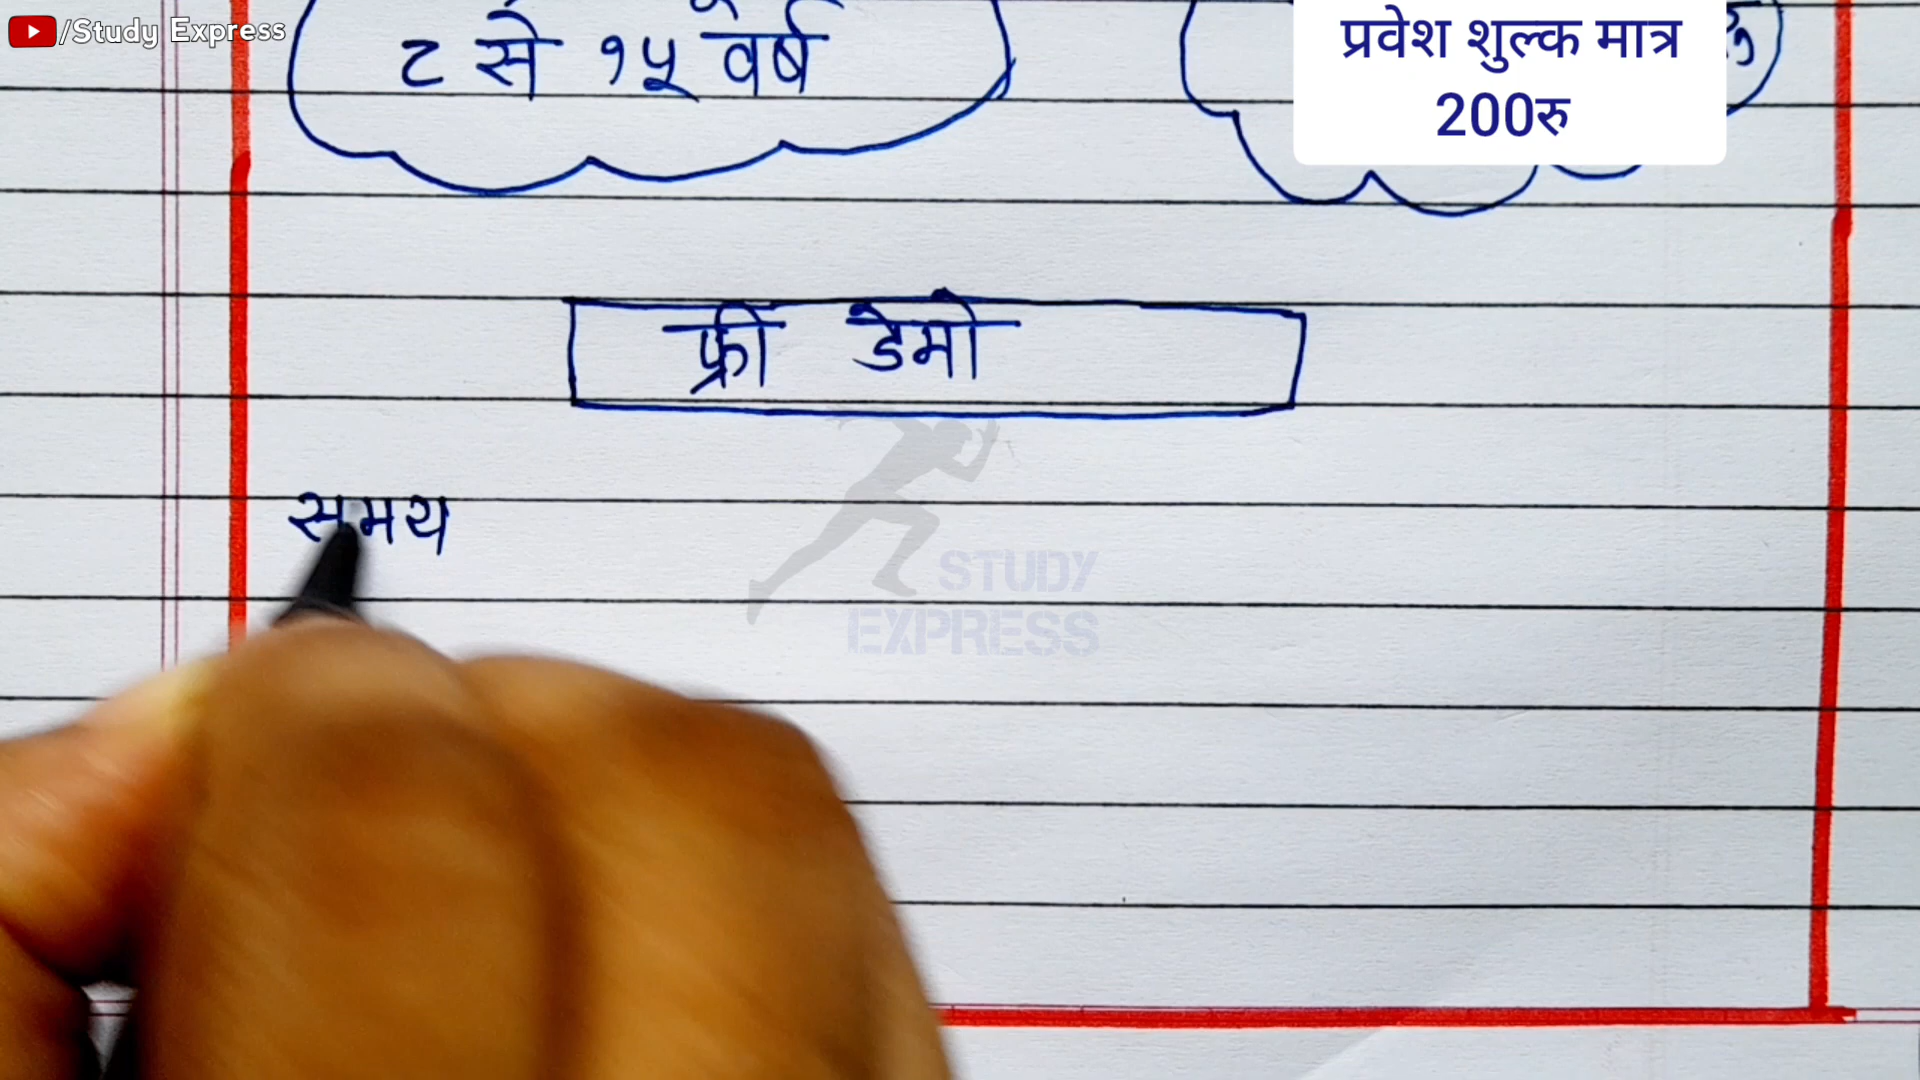 /Study Express
८ से १५ वर्ष
प्रवेश शुल्क मात्र
200रु
फ्री डेमो
समय
STUDY
EXPRESS